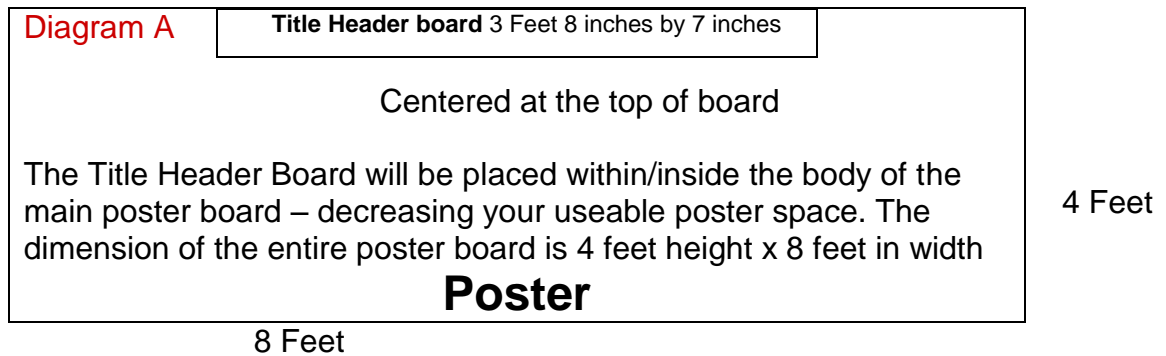 Diagram A
Title Header board 3 Feet 8 inches by 7 inches
Centered at the top of board
The Title Header Board will be placed within/inside the body of the
main poster board – decreasing your useable poster space. The
dimension of the entire poster board is 4 feet height x 8 feet in width
Poster
4 Feet
8 Feet